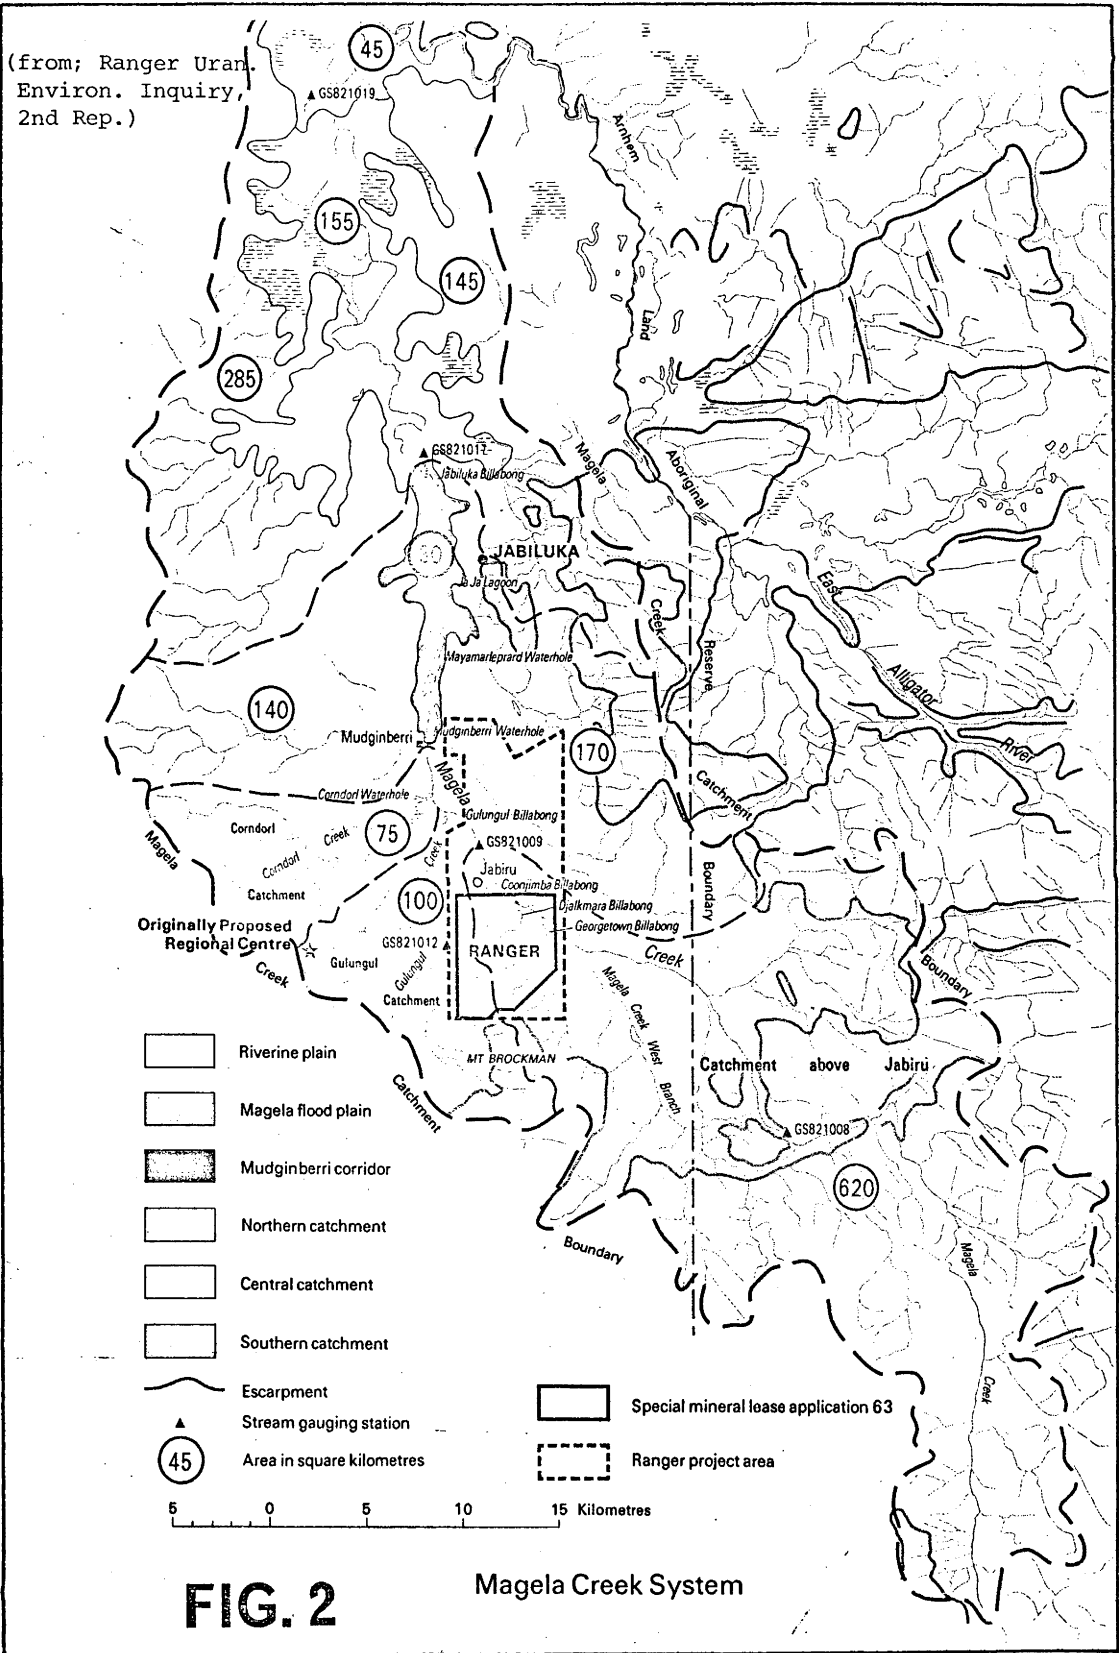 (from; Ranger Uran.
Environ. Inquiry,
2nd Rep.)
45
GS821019
Arnhem
155
145
Land
285
GS821017
Jabiluka Billabong
Magela
Aboriginal
JABILUKA
Ja Ja Lagoon
East
Creek
Reserve
Mayamarleprard Waterhole
Alligator
140
Mudginberri
Mudginberri Waterhole
170
River
Magela
Catchment
Corndorl Waterhole
Gulungul Billabong
Corndorl
Creek
75
Magela
GS821009
Creek
Corndorl
Jabiru
Coonjimba Billabong
Boundary
Catchment
100
Djalkmara Billabong
Originally Proposed
Regional Centre
Georgetown Billabong
GS821012
RANGER
Creek
Gulungul
Gulungul
Creek
Catchment
Boundary
Magela Creek West Branch
MT BROCKMAN
Catchment above Jabiru
Catchment
GS821008
620
Boundary
Magela
Creek
Riverine plain
Magela flood plain
Mudginberri corridor
Northern catchment
Central catchment
Southern catchment
Escarpment
Stream gauging station
45
Area in square kilometres
Special mineral lease application 63
Ranger project area
5 0 5 10 15 Kilometres
FIG. 2
Magela Creek System